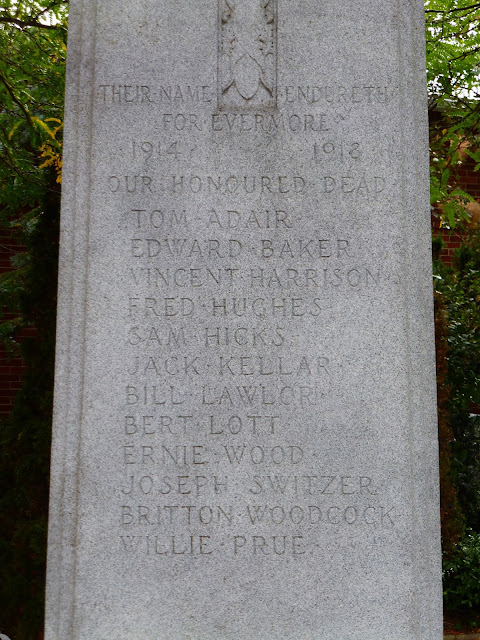 THEIR NAME ENDURETH
FOR EVERMORE
1914 1918
OUR HONOURED DEAD
TOM ADAIR
EDWARD BAKER
VINCENT HARRISON
FRED HUGHES
SAM HICKS
JACK KELLAR
BILL LAWLOR
BERT LOTT
ERNIE WOOD
JOSEPH SWITZER
BRITTON WOODCOCK
WILLIE PRUE